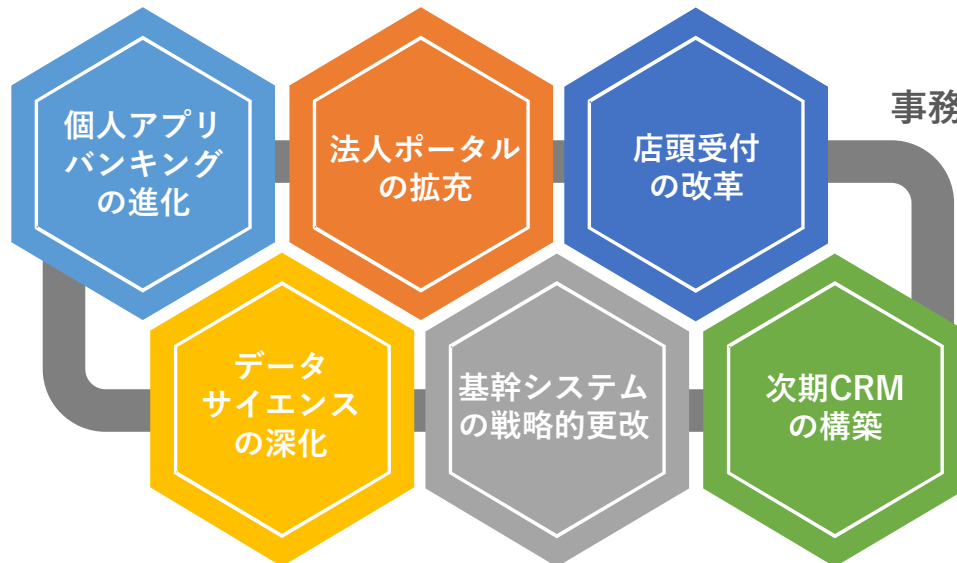 個人アプリ
バンキング
の進化
法人ポータル
の拡充
店頭受付
の改革
事務
データ
サイエンス
の深化
基幹システム
の戦略的更改
次期CRM
の構築